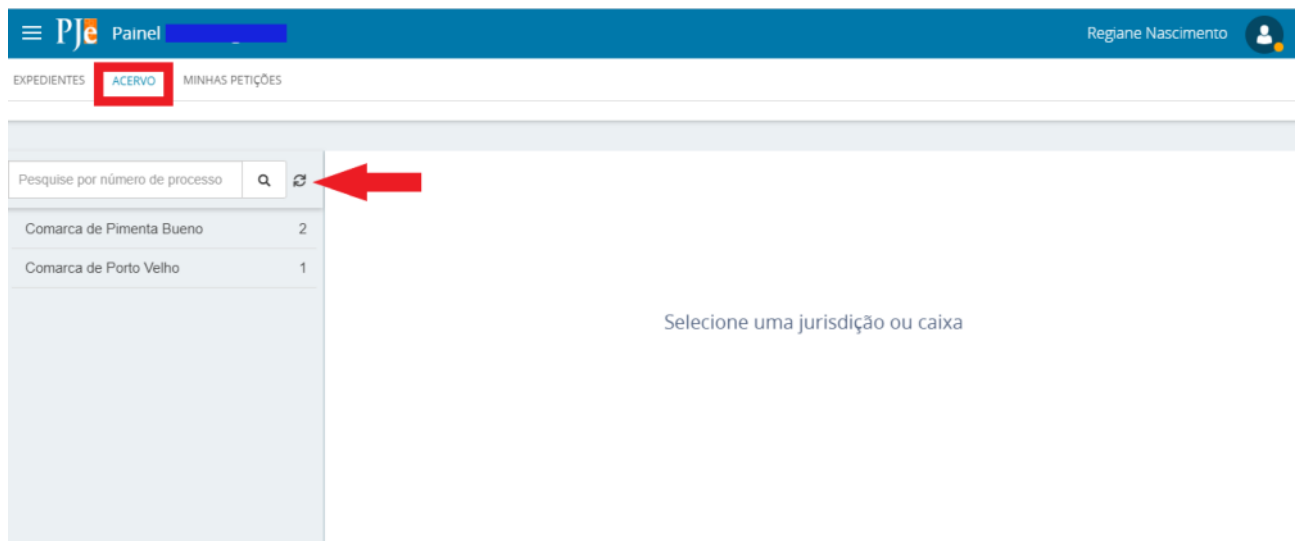 PJe Painel
Regiane Nascimento
EXPEDIENTES ACERVO MINHAS PETIÇÕES
Pesquise por número de processo
Comarca de Pimenta Bueno 2
Comarca de Porto Velho 1
Selecione uma jurisdição ou caixa